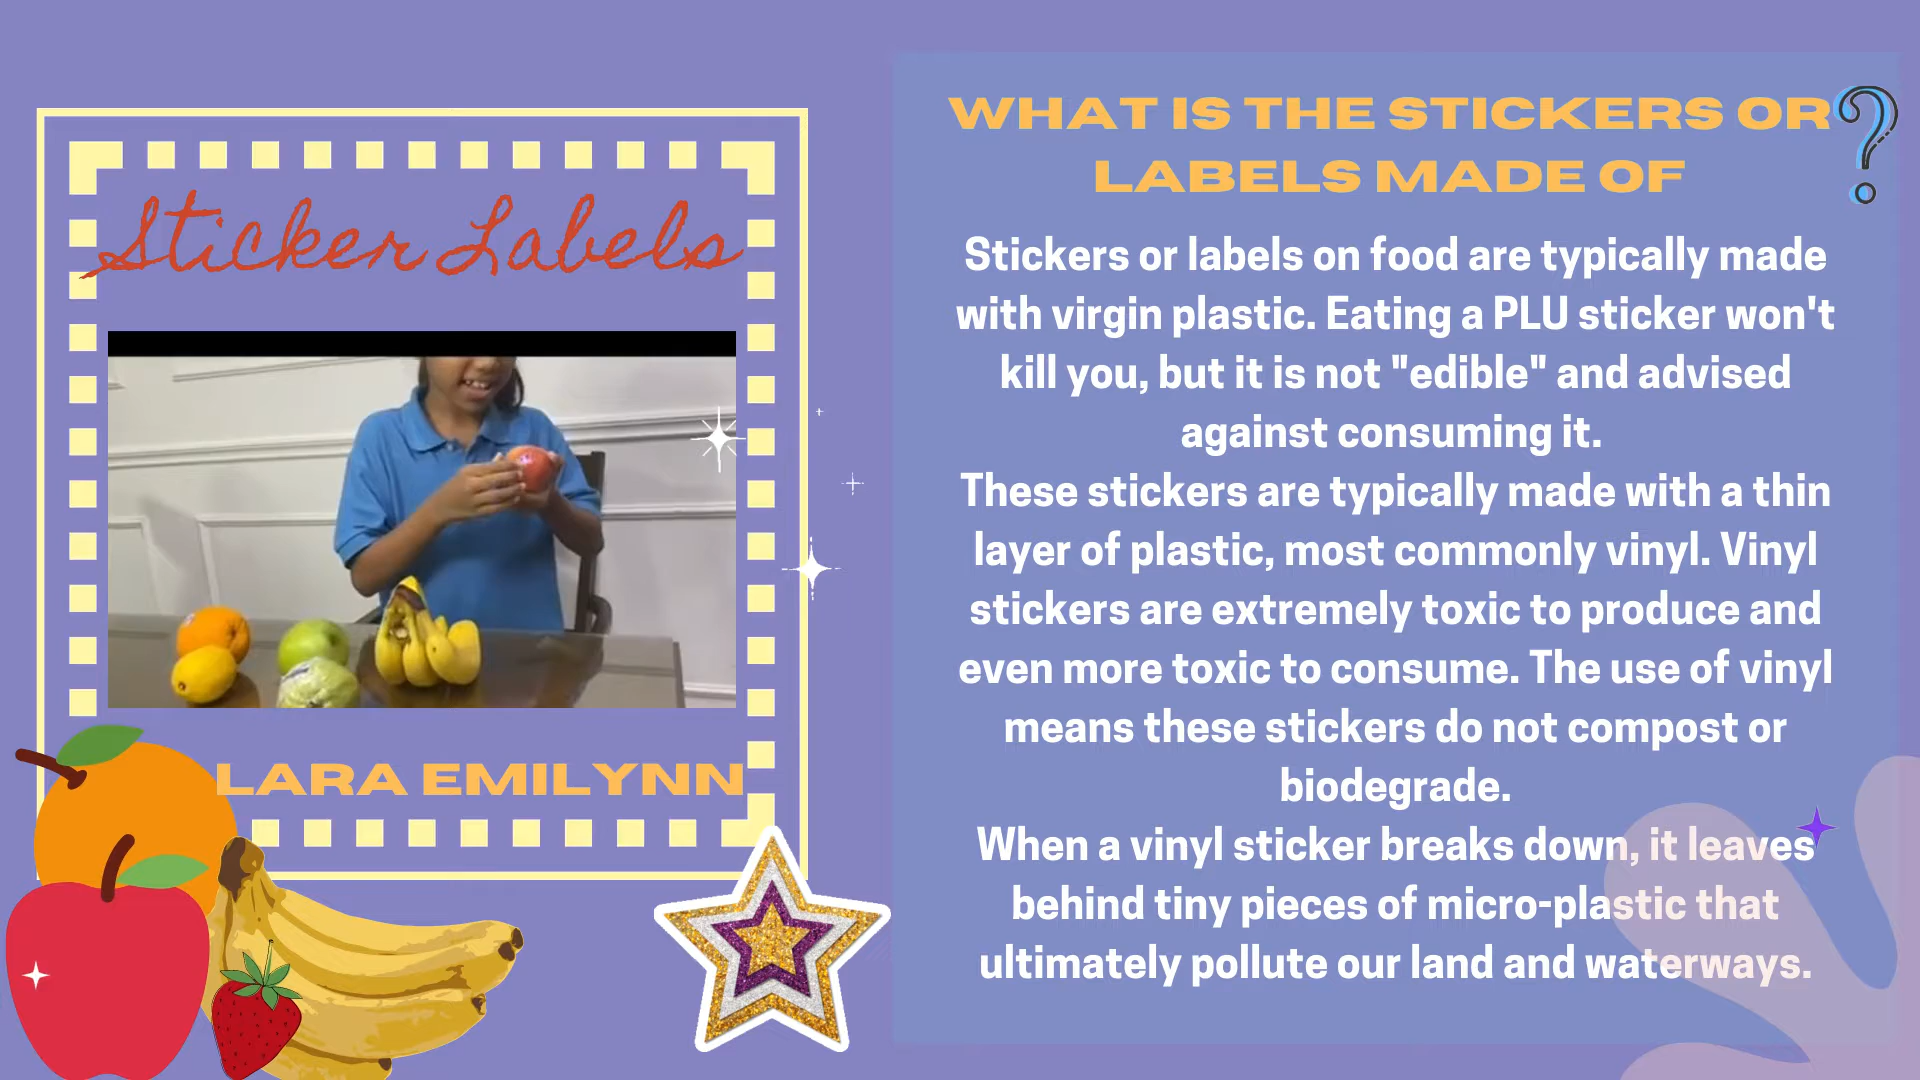 Sticker Labels
LARA EMILYNN
WHAT IS THE STICKERS OR
LABELS MADE OF ?
Stickers or labels on food are typically made
with virgin plastic. Eating a PLU sticker won't
kill you, but it is not "edible" and advised
against consuming it.
These stickers are typically made with a thin
layer of plastic, most commonly vinyl. Vinyl
stickers are extremely toxic to produce and
even more toxic to consume. The use of vinyl
means these stickers do not compost or
biodegrade.
When a vinyl sticker breaks down, it leaves
behind tiny pieces of micro-plastic that
ultimately pollute our land and waterways.